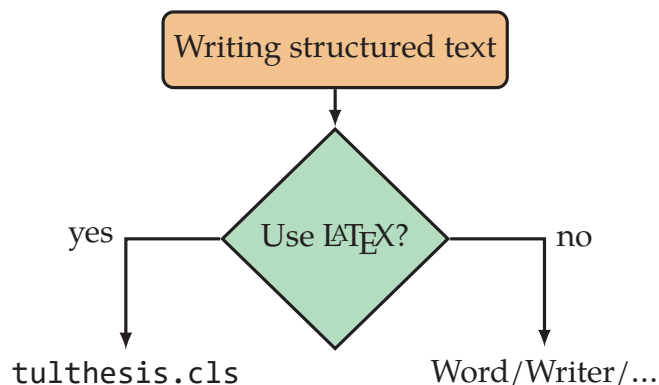 Writing structured text
Use LATEX?
yes
no
tulthesis.cls
Word/Writer/...